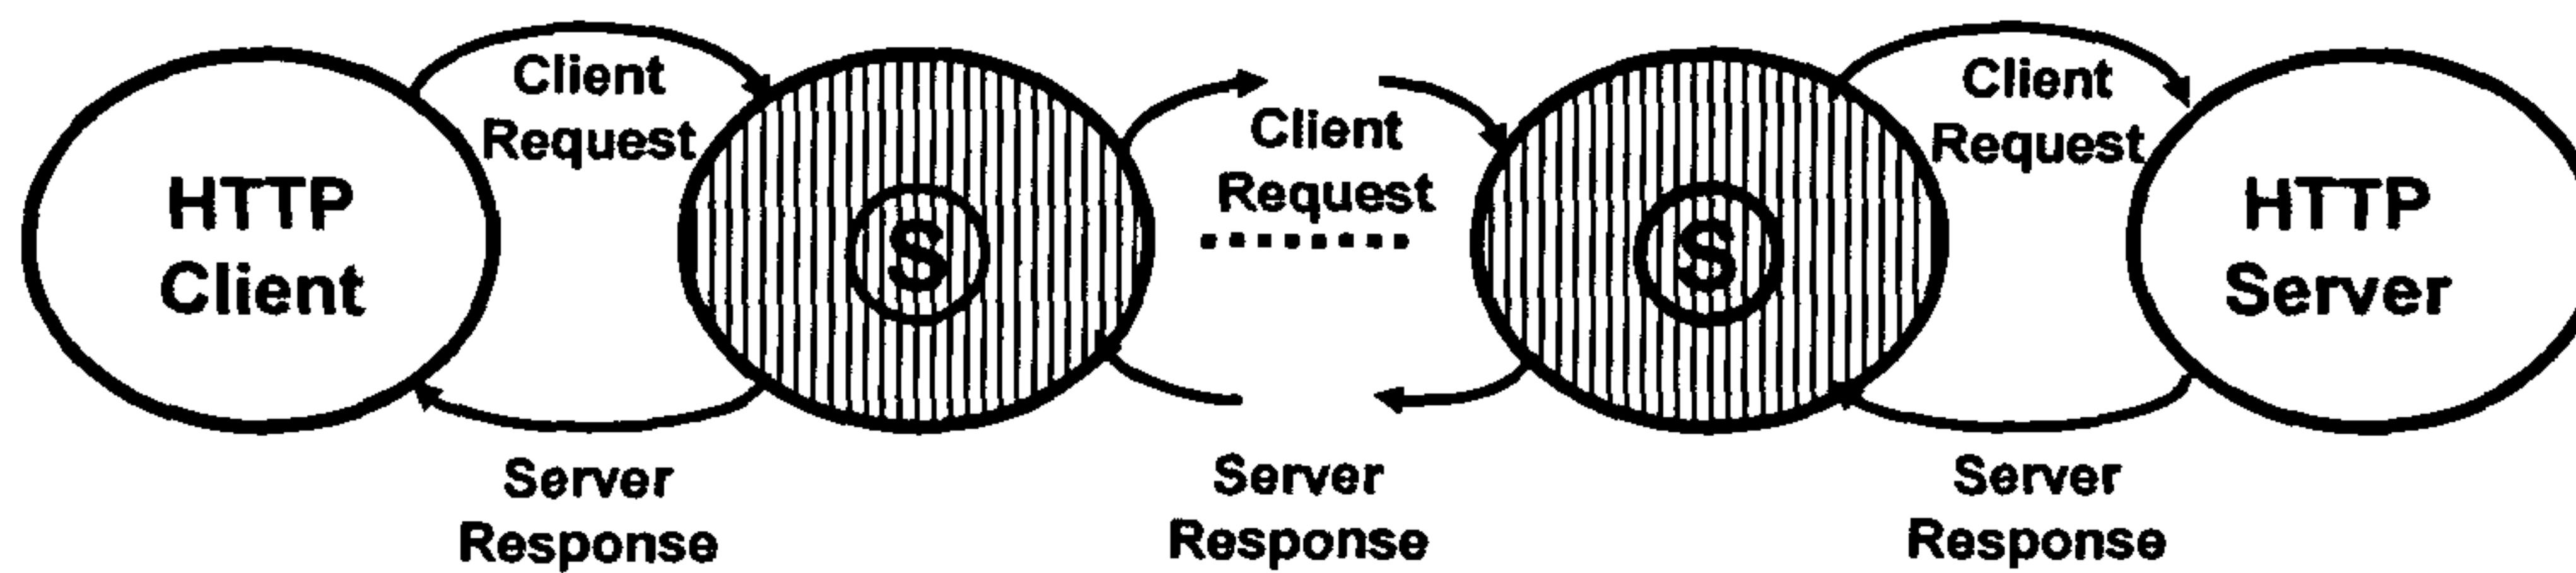 HTTP
Client
Client
Request
S
Client
Request
S
Client
Request
HTTP
Server
Server
Response
Server
Response
Server
Response